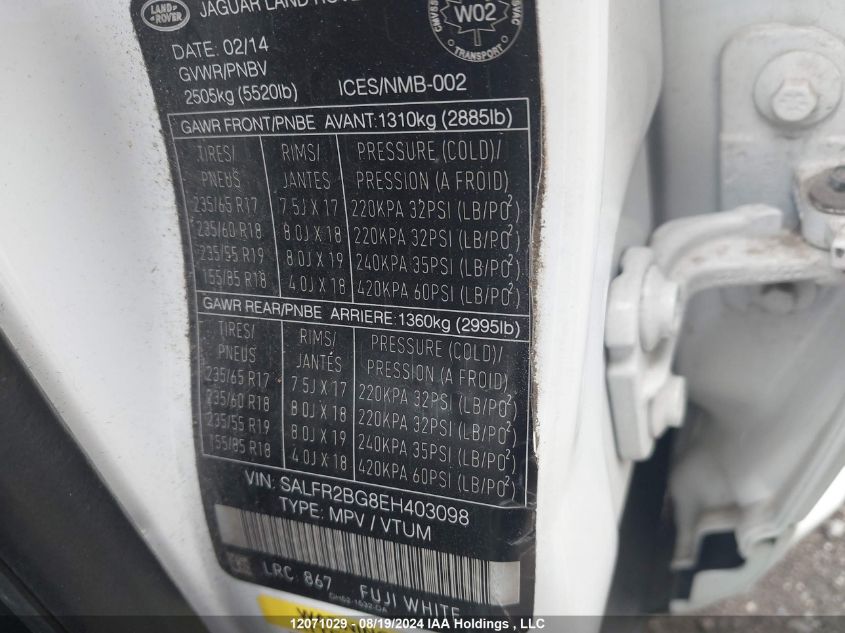 LAND ROVER
JAGUAR LAND ROVE
DATE: 02/14
GVWR/PNBV
2505kg (5520lb)
ICES/NMB-002
CMVSS
W02
NSVAC
TRANSPORT
GAWR FRONT/PNBE AVANT:1310kg (2885lb)
TIRES/ RIMS/ PRESSURE (COLD)/
PNEUS JANTES PRESSION (A FROID)
235/65 R17 7.5J X 17 220KPA 32PSI (LB/PO²)
235/60 R18 8.0J X 18 220KPA 32PSI (LB/PO²)
235/55 R19 8.0J X 19 240KPA 35PSI (LB/PO²)
155/85 R18 4.0J X 18 420KPA 60PSI (LB/PO²)
GAWR REAR/PNBE ARRIERE:1360kg (2995lb)
TIRES/ RIMS/ PRESSURE (COLD)/
PNEUS JANTÉS PRESSION (A FROID)
235/65 R17 7.5J X 17 220KPA 32PSI (LB/PO²)
235/60 R18 8.0J X 18 220KPA 32PSI (LB/PO²)
235/55 R19 8.0J X 19 240KPA 35PSI (LB/PO²)
155/85 R18 4.0J X 18 420KPA 60PSI (LB/PO²)
VIN: SALFR2BG8EH403098
TYPE: MPV / VTUM
LRC: 867 FUJI WHITE
12071029 - 08/19/2024 IAA Holdings , LLC